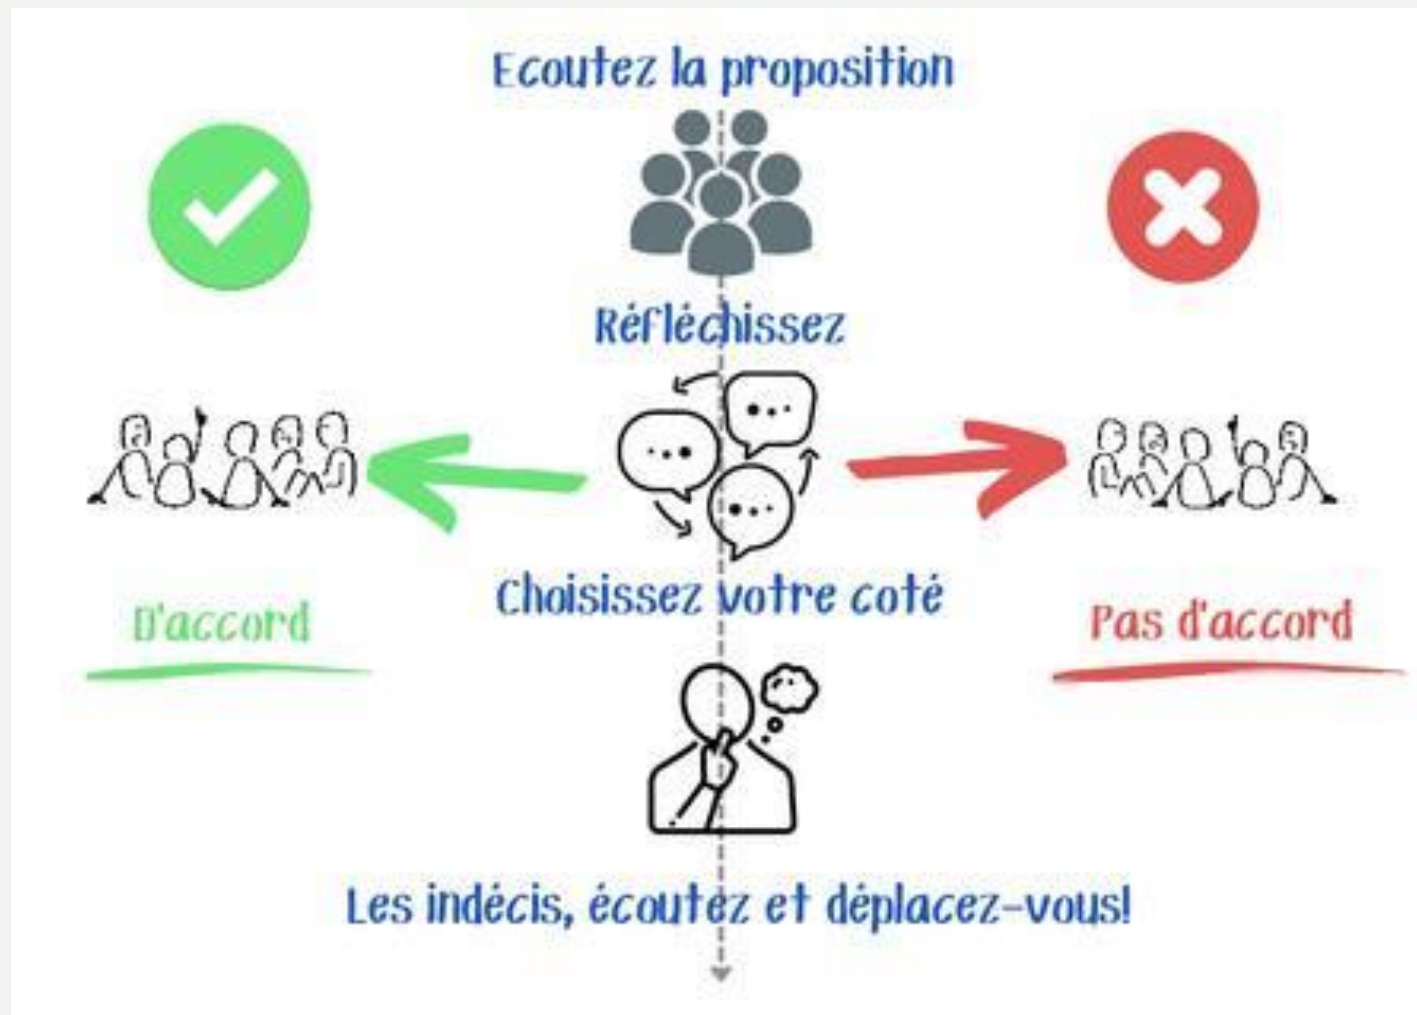 Ecoutez la proposition
Réfléchissez
Choisissez votre coté
D'accord
Pas d'accord
Les indécis, écoutez et déplacez-vous!